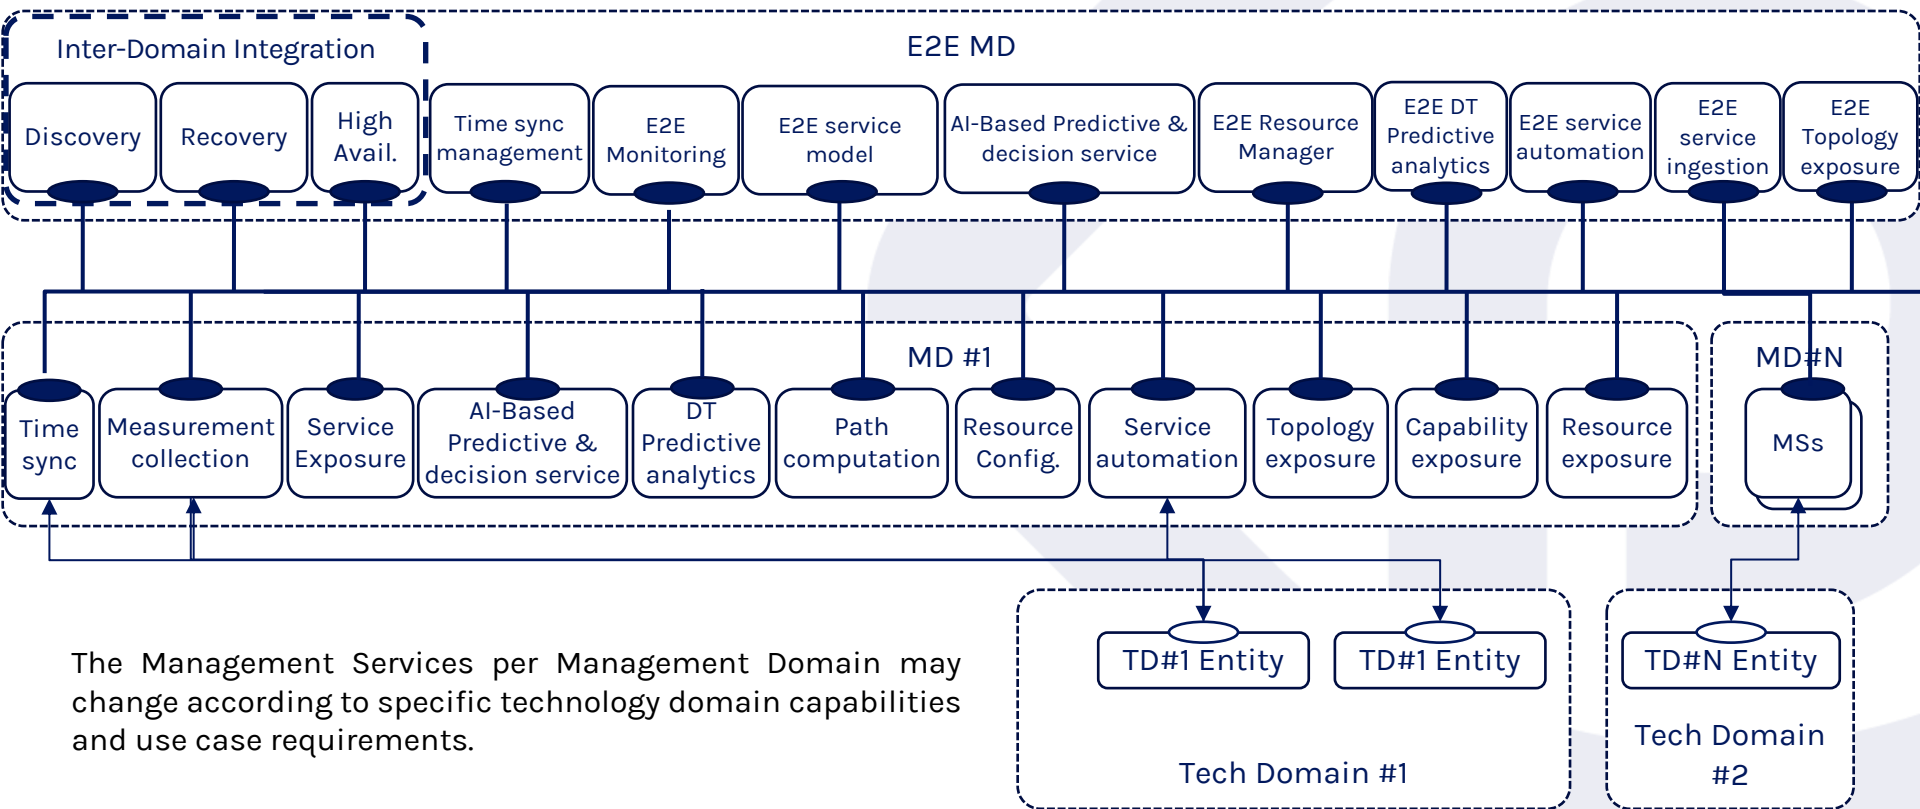 Inter-Domain Integration
E2E MD
Discovery
Recovery
High
Avail.
Time sync
management
E2E
Monitoring
E2E service
model
AI-Based Predictive &
decision service
E2E Resource
Manager
E2E DT
Predictive
analytics
E2E service
automation
E2E
service
ingestion
E2E
Topology
exposure
MD #1
MD#N
Time
sync
Measurement
collection
Service
Exposure
AI-Based
Predictive &
decision service
DT
Predictive
analytics
Path
computation
Resource
Config.
Service
automation
Topology
exposure
Capability
exposure
Resource
exposure
MSs
The Management Services per Management Domain may
change according to specific technology domain capabilities
and use case requirements.
TD#1 Entity
TD#1 Entity
Tech Domain #1
TD#N Entity
Tech Domain
#2